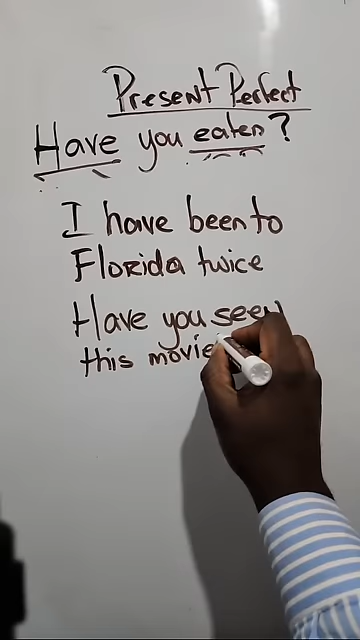 Present Perfect
Have you eaten?
I have been to
Florida twice
Have you seen
this movie